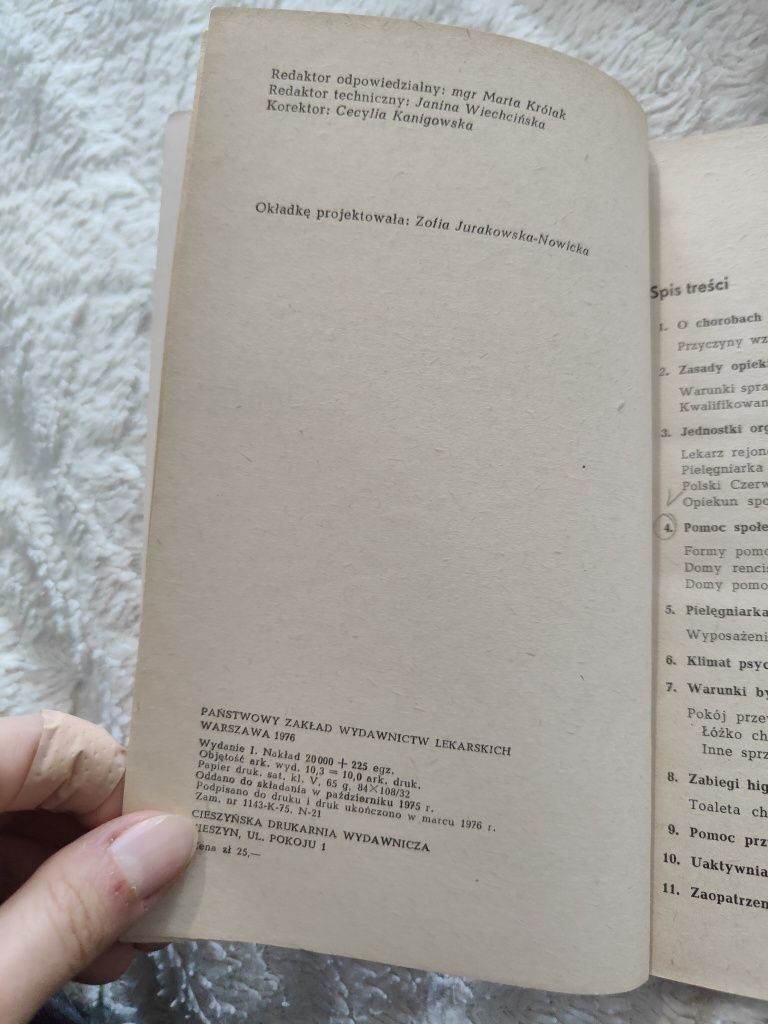 Redaktor odpowiedzialny: mgr Marta Królak
Redaktor techniczny: Janina Wiechcińska
Korektor: Cecylia Kanigowska
Okładkę projektowała: Zofia Jurakowska-Nowicka
PAŃSTWOWY ZAKŁAD WYDAWNICTW LEKARSKICH
WARSZAWA 1976
Wydanie I. Nakład 20 000 + 225 egz.
Objętość ark. wyd. 10,3 = 10,0 ark. druk.
Papier druk. sat. kl. V, 65 g, 84×108/32
Oddano do składania w październiku 1975 r.
Podpisano do druku i druk ukończono w marcu 1976 r.
Zam. nr 1143-K-75. N-21
CIESZYŃSKA DRUKARNIA WYDAWNICZA
IESZYN, UL. POKOJU 1
ena zł 25,—
Spis treści
1. O chorobach
Przyczyny wz
2. Zasady opiek
Warunki spra
Kwalifikowan
3. Jednostki org
Lekarz rejon
Pielęgniarka
Polski Czerw
Opiekun spo
4. Pomoc społe
Formy pomo
Domy renci
Domy pomo
5. Pielęgniarka
Wyposażeni
6. Klimat psyc
7. Warunki by
Pokój prze
Łóżko ch
Inne sprz
8. Zabiegi hig
Toaleta ch
9. Pomoc prz
10. Uaktywnia
11. Zaopatrzen